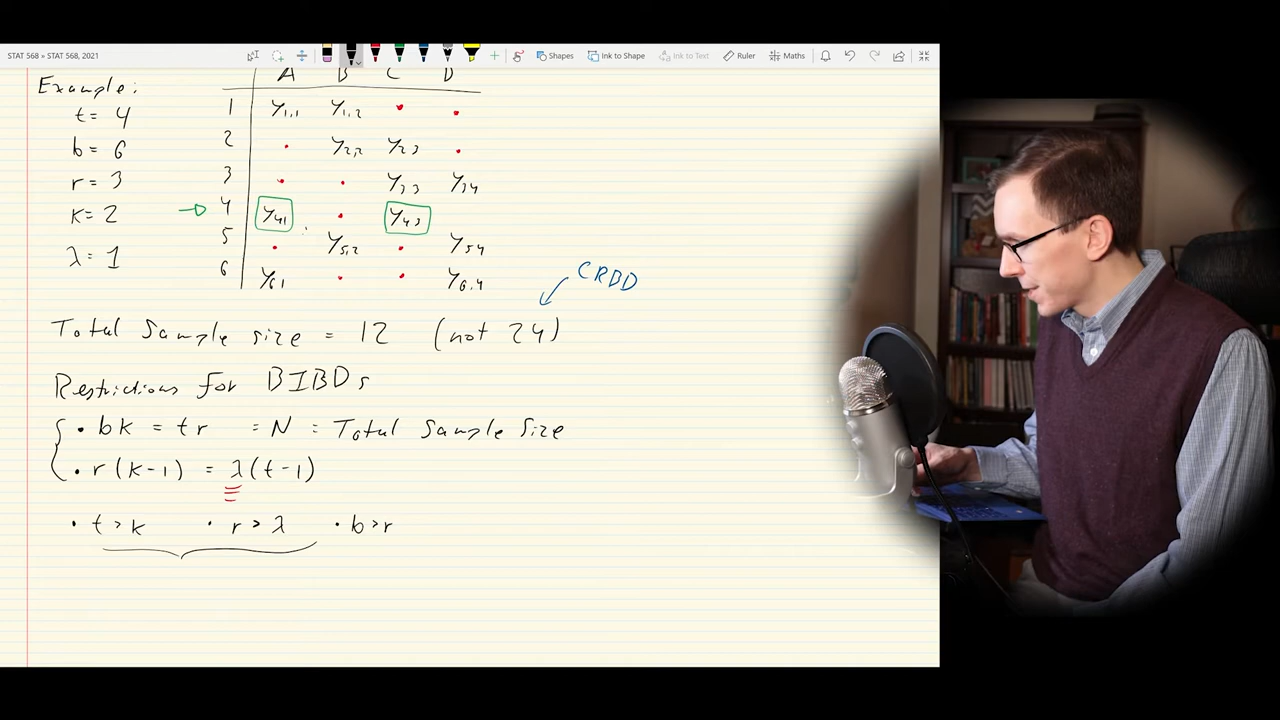 STAT 568 » STAT 568, 2021
Shapes Ink to Shape Ink to Text Ruler Maths
Example:
t = 4
b = 6
r = 3
k = 2
λ = 1
A B C D
1 y1,1 y1,2 • •
2 • y2,2 y2,3 •
3 • • y3,3 y3,4
4 → y4,1 • y4,3
5 • y5,2 • y5,4
6 y6,1 • • y6,4
CRBD
Total Sample size = 12 (not 24)
Restrictions for BIBDs
• bk = tr = N = Total Sample Size
• r(k-1) = λ(t-1)
• t > k • r > λ • b > r